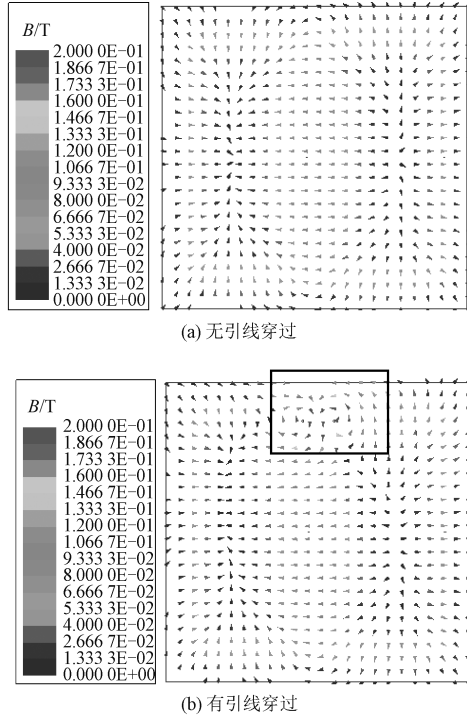 B/T
2.000 0E-01
1.866 7E-01
1.733 3E-01
1.600 0E-01
1.466 7E-01
1.333 3E-01
1.200 0E-01
1.066 7E-01
9.333 3E-02
8.000 0E-02
6.666 7E-02
5.333 3E-02
4.000 0E-02
2.666 7E-02
1.333 3E-02
0.000 0E+00
(a) 无引线穿过
B/T
2.000 0E-01
1.866 7E-01
1.733 3E-01
1.600 0E-01
1.466 7E-01
1.333 3E-01
1.200 0E-01
1.066 7E-01
9.333 3E-02
8.000 0E-02
6.666 7E-02
5.333 3E-02
4.000 0E-02
2.666 7E-02
1.333 3E-02
0.000 0E+00
(b) 有引线穿过